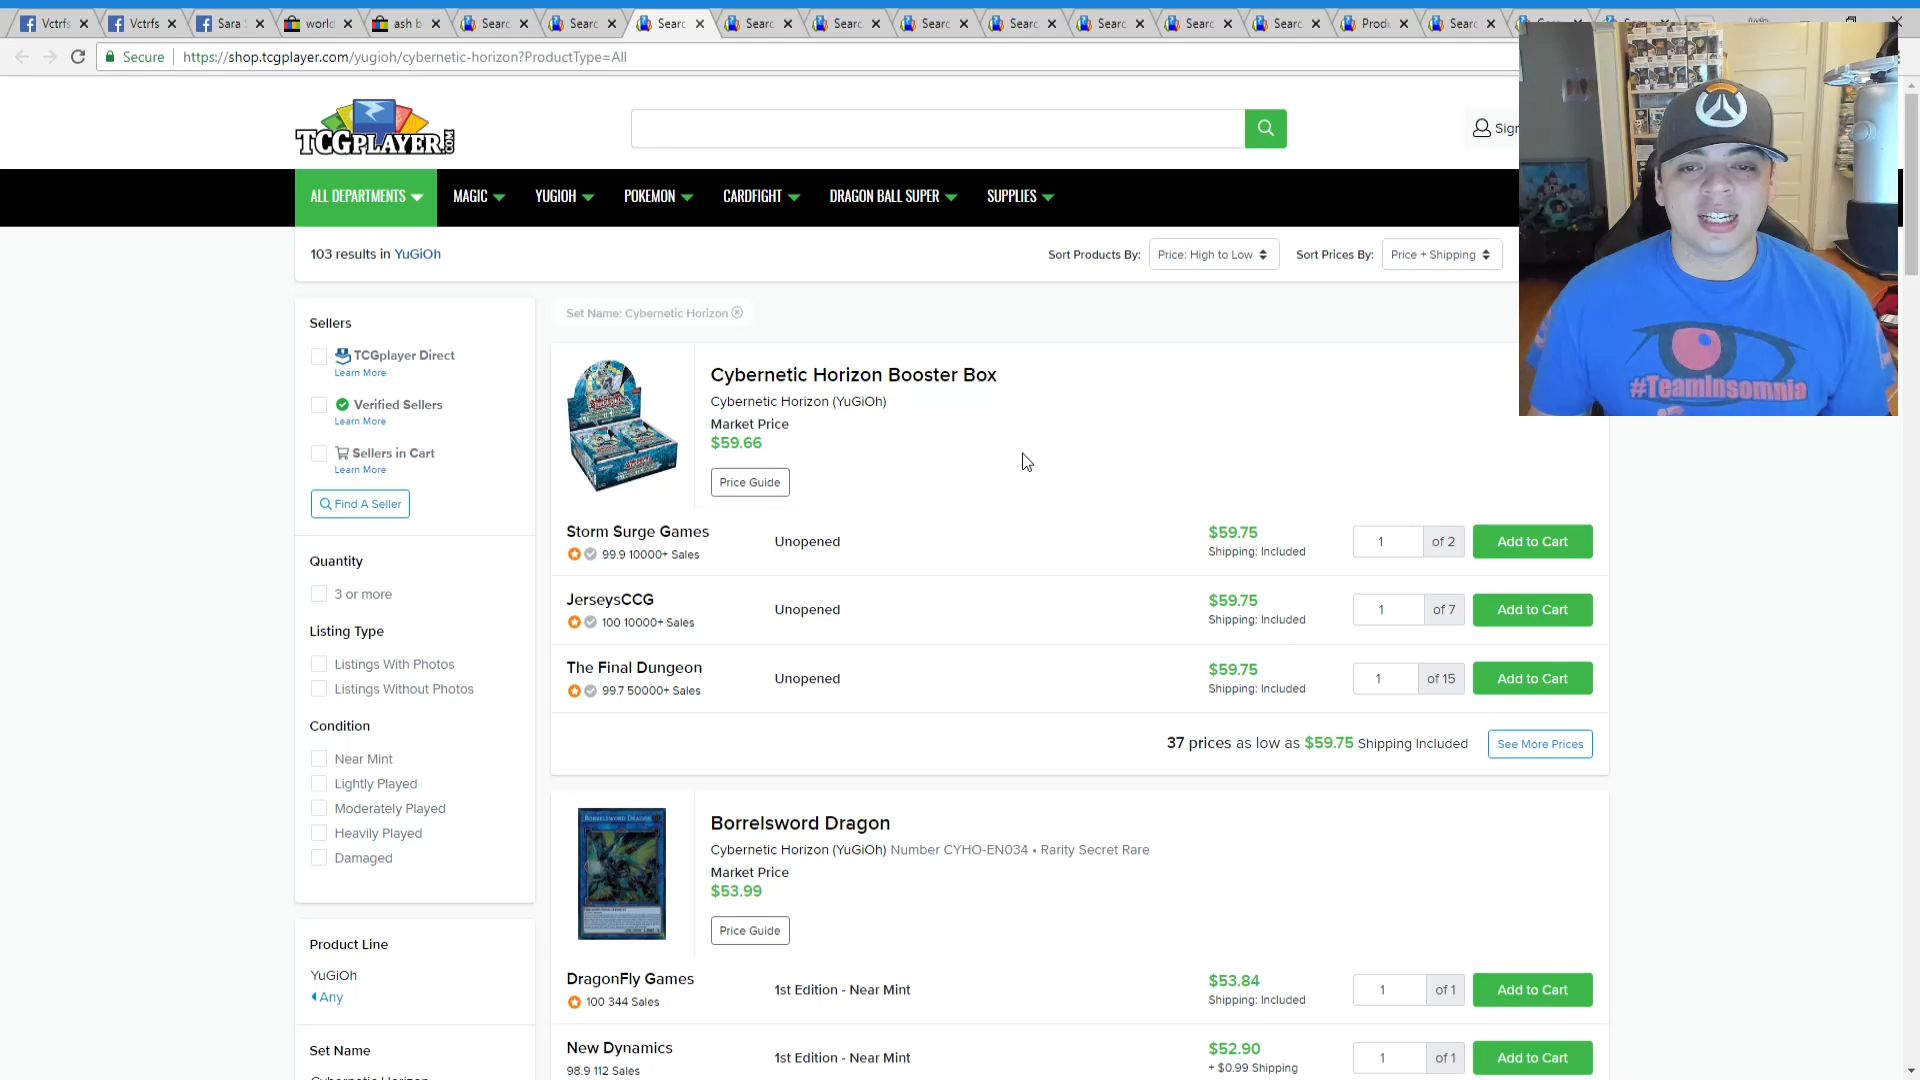 Vctrfs
Vctrfs
Sara
world
ash b
Searc
Searc
Searc
Searc
Searc
Searc
Searc
Searc
Searc
Searc
Produ
Searc
Secure
https://shop.tcgplayer.com/yugioh/cybernetic-horizon?ProductType=All
TCGPLAYER.COM
Sign
ALL DEPARTMENTS
MAGIC
YUGIOH
POKEMON
CARDFIGHT
DRAGON BALL SUPER
SUPPLIES
103 results in YuGiOh
Sort Products By:
Price: High to Low
Sort Prices By:
Price + Shipping
#TeamInsomnia
Sellers
TCGplayer Direct
Learn More
Verified Sellers
Learn More
Sellers in Cart
Learn More
Find A Seller
Quantity
3 or more
Listing Type
Listings With Photos
Listings Without Photos
Condition
Near Mint
Lightly Played
Moderately Played
Heavily Played
Damaged
Product Line
YuGiOh
Any
Set Name
Cybernetic Horizon
Set Name: Cybernetic Horizon
Cybernetic Horizon Booster Box
Cybernetic Horizon (YuGiOh)
Market Price
$59.66
Price Guide
Storm Surge Games
99.9 10000+ Sales
Unopened
$59.75
Shipping: Included
1 of 2
Add to Cart
JerseysCCG
100 10000+ Sales
Unopened
$59.75
Shipping: Included
1 of 7
Add to Cart
The Final Dungeon
99.7 50000+ Sales
Unopened
$59.75
Shipping: Included
1 of 15
Add to Cart
37 prices as low as $59.75 Shipping Included
See More Prices
BORRELSWORD DRAGON
Borrelsword Dragon
Cybernetic Horizon (YuGiOh) Number CYHO-EN034 • Rarity Secret Rare
Market Price
$53.99
Price Guide
DragonFly Games
100 344 Sales
1st Edition - Near Mint
$53.84
Shipping: Included
1 of 1
Add to Cart
New Dynamics
98.9 112 Sales
1st Edition - Near Mint
$52.90
+ $0.99 Shipping
1 of 1
Add to Cart